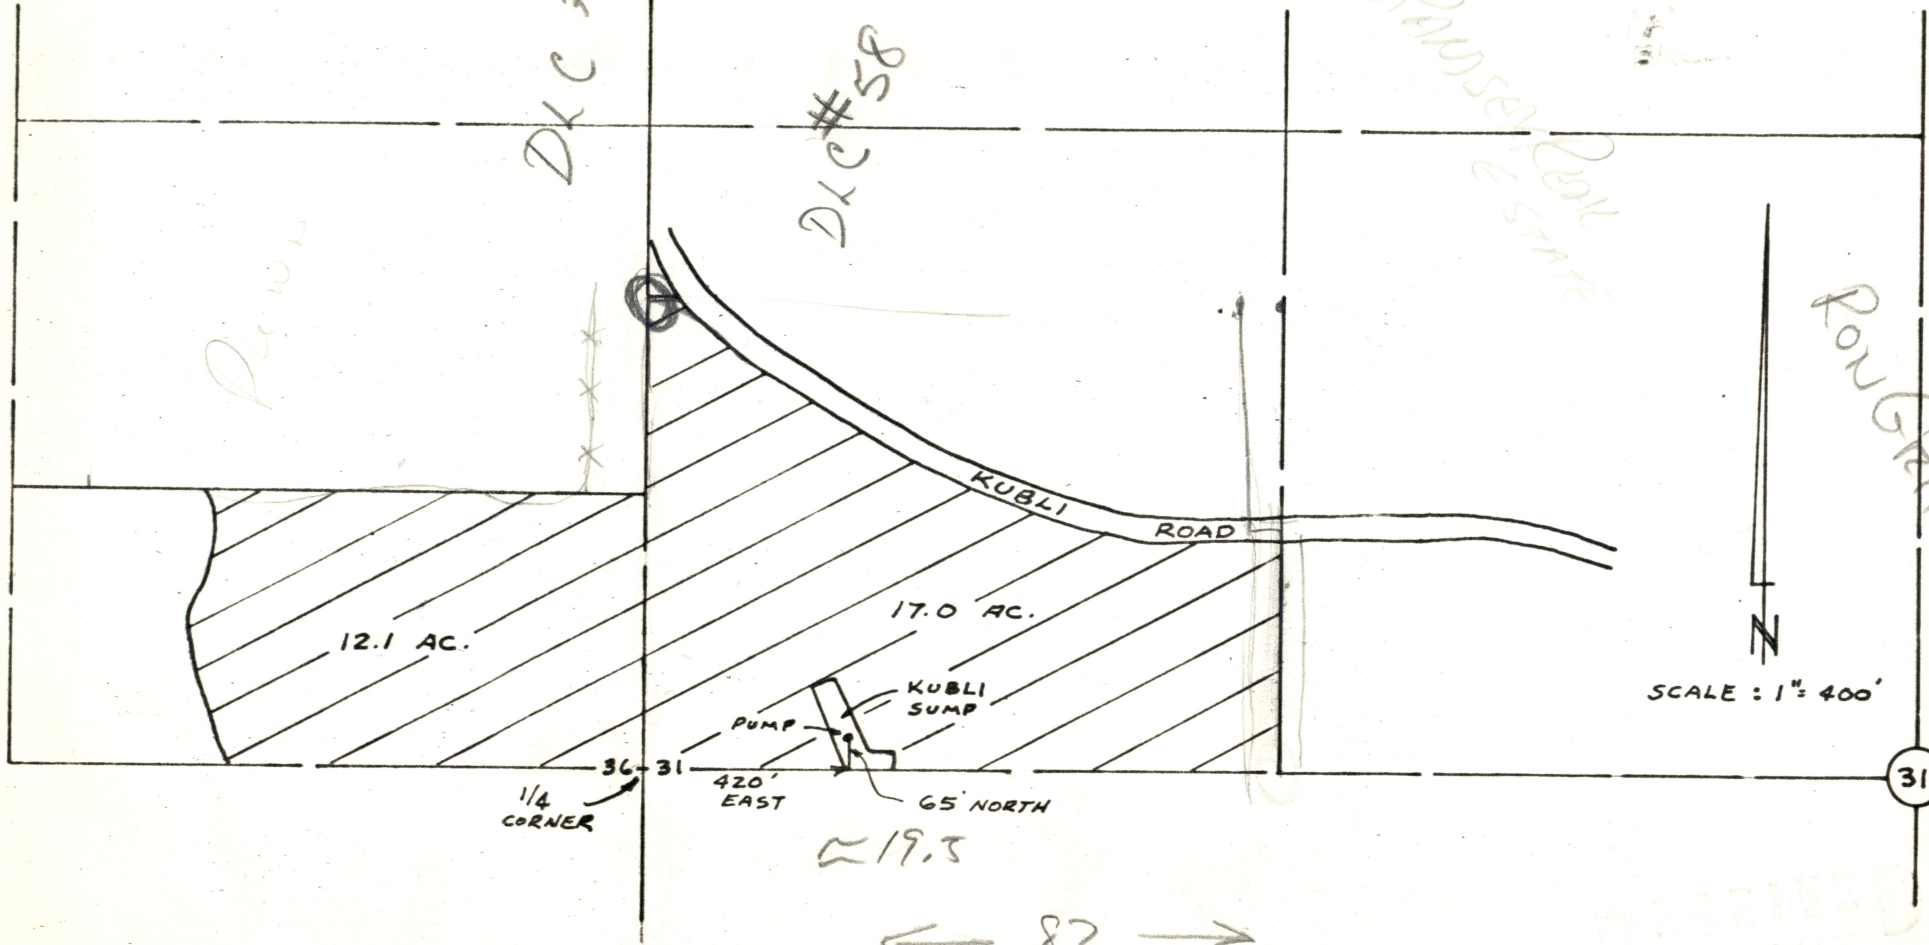 DLC
DLC #58
KUBLI
ROAD
17.0 AC.
12.1 AC.
KUBLI
SUMP
PUMP
36 31
420'
EAST
65' NORTH
1/4
CORNER
≈19.5
N
SCALE : 1"= 400'
31
RON
← 82 →